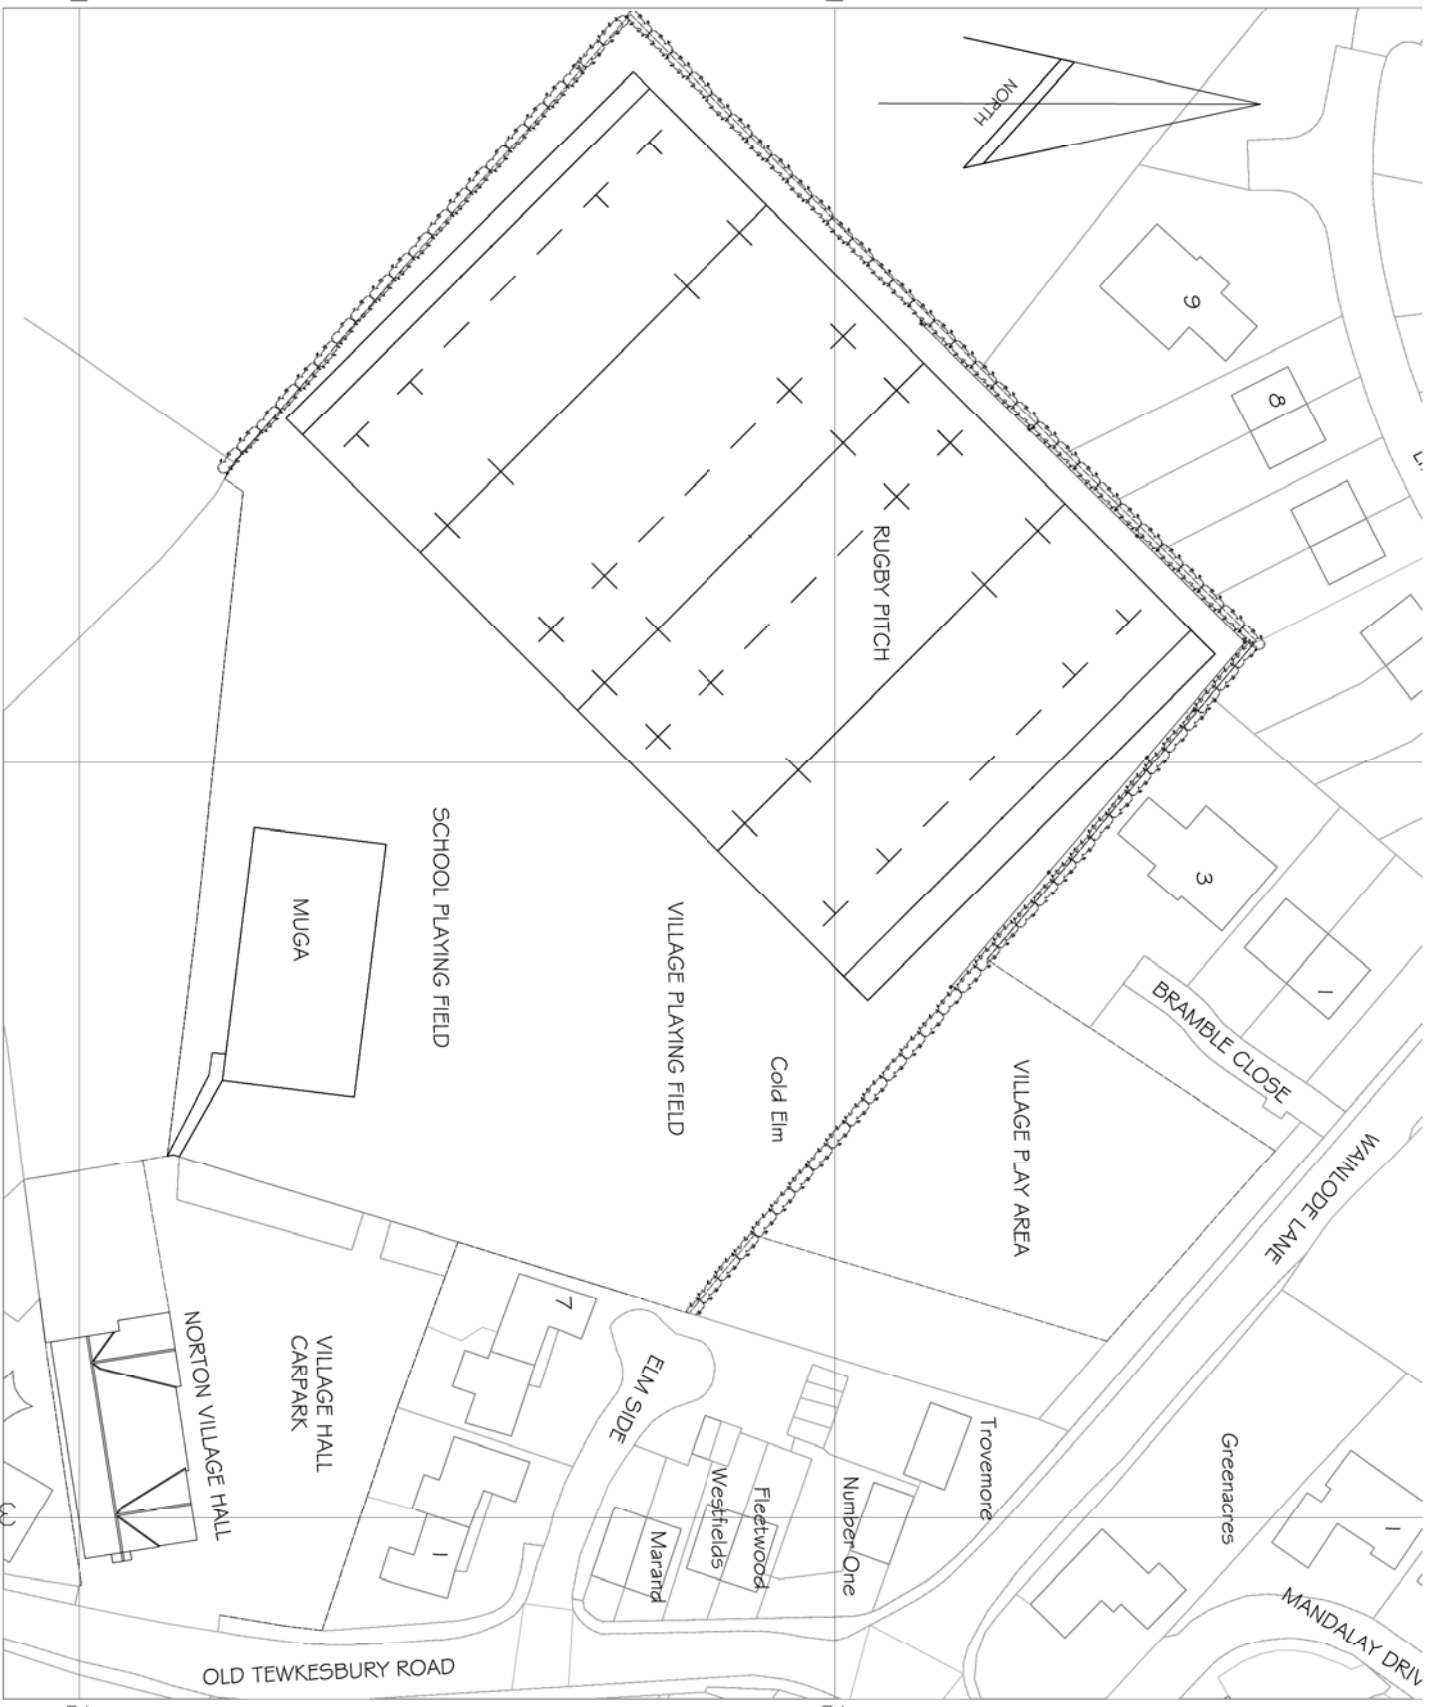 NORTH
9
8
RUGBY PITCH
3
1
BRAMBLE CLOSE
WAINLODE LANE
SCHOOL PLAYING FIELD
MUGA
VILLAGE PLAYING FIELD
Cold Elm
VILLAGE PLAY AREA
7
ELM SIDE
VILLAGE HALL
CARPARK
NORTON VILLAGE HALL
1
Marand
Westfields
Fleetwood
Number One
Trovemore
Greenacres
1
MANDALAY DRIV
3
OLD TEWKESBURY ROAD